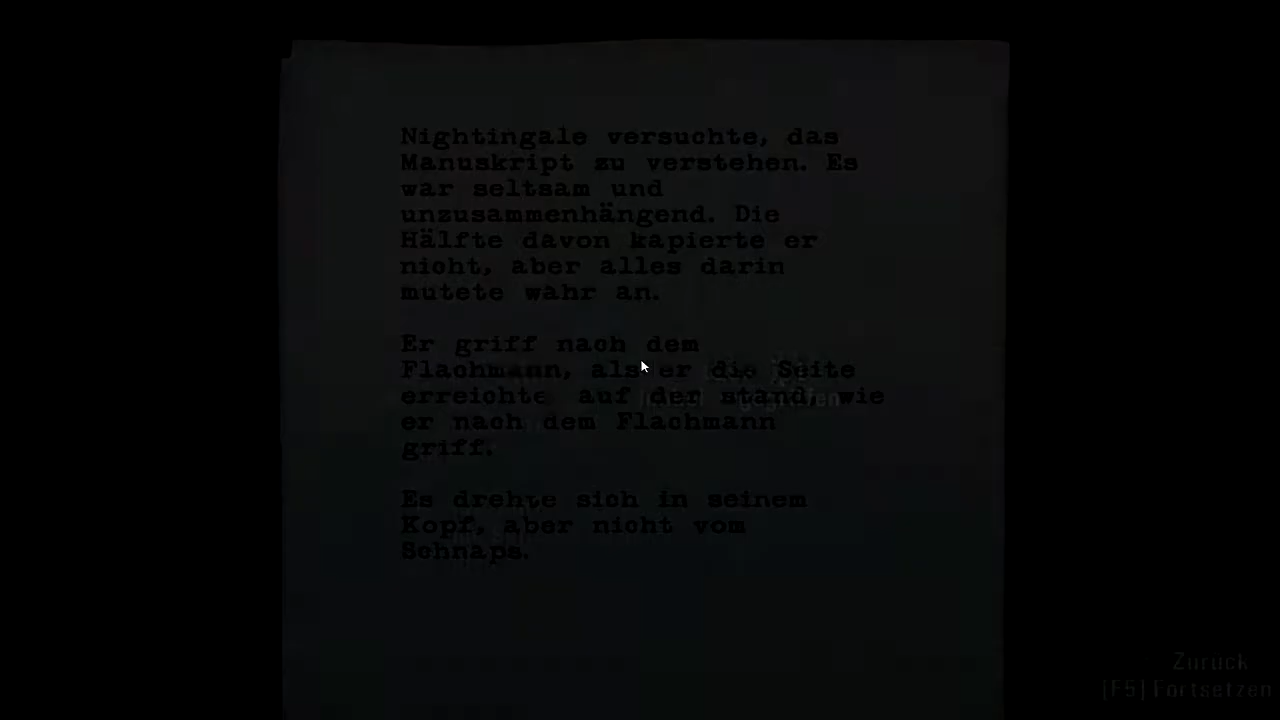 Nightingale versuchte, das
Manuskript zu verstehen. Es
war seltsam und
unzusammenhängend. Die
Hälfte davon kapierte er
nicht, aber alles darin
mutete wahr an.
Er griff nach dem
Flachmann, als er die Seite
erreichte auf der stand, wie
er nach dem Flachmann
griff.
Es drehte sich in seinem
Kopf, aber nicht vom
Schnaps.
Zurück
[F5] Fortsetzen